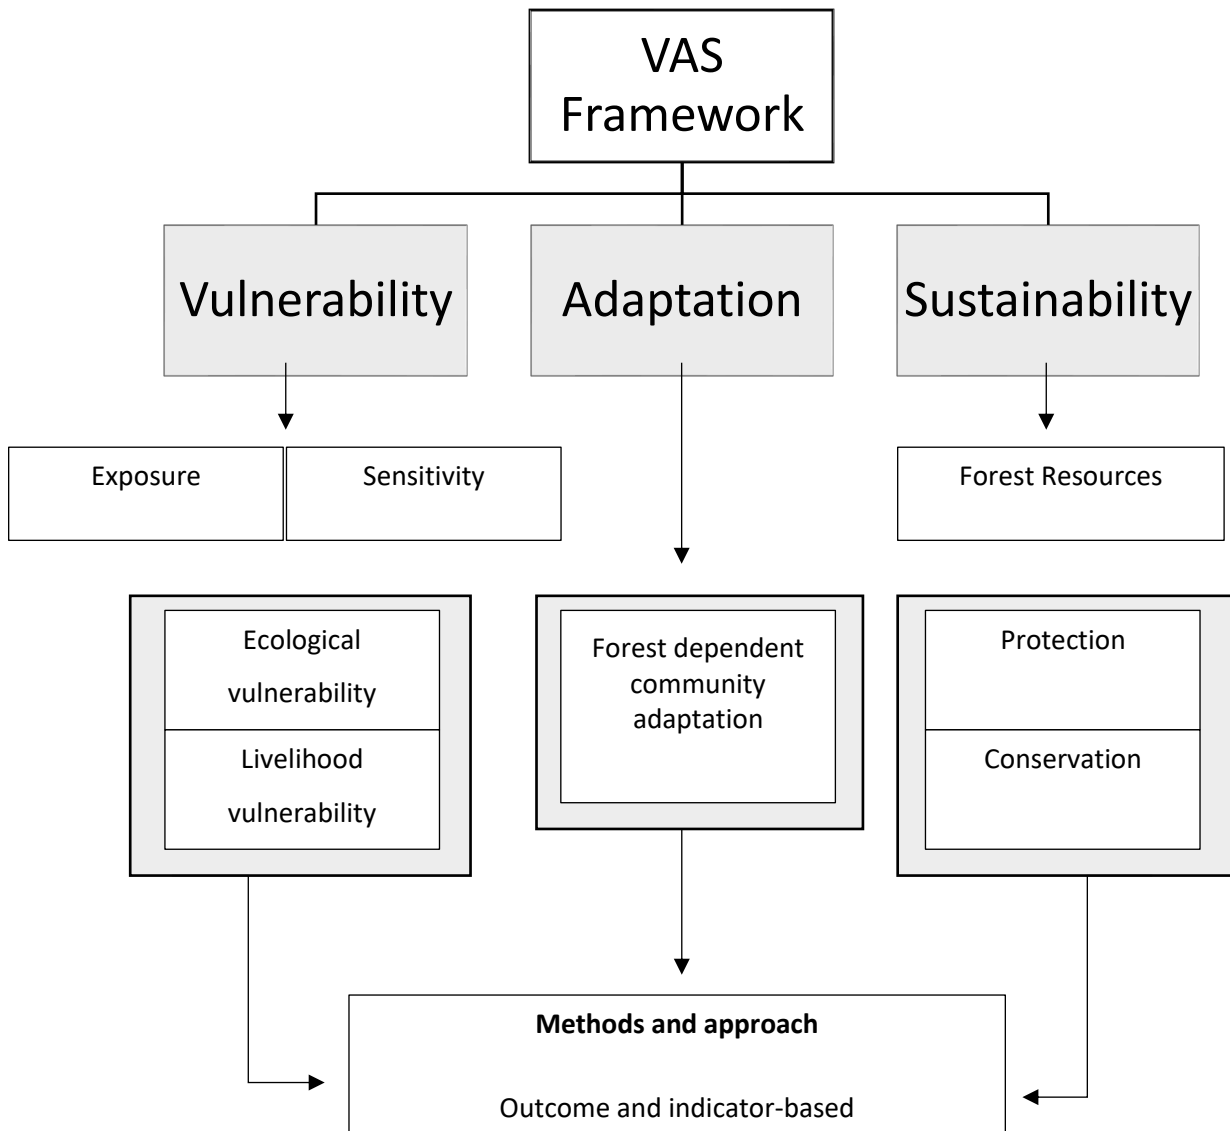 VAS
Framework
Vulnerability
Adaptation
Sustainability
Exposure
Sensitivity
Forest Resources
Ecological
vulnerability
Livelihood
vulnerability
Forest dependent
community
adaptation
Protection
Conservation
Methods and approach
Outcome and indicator-based